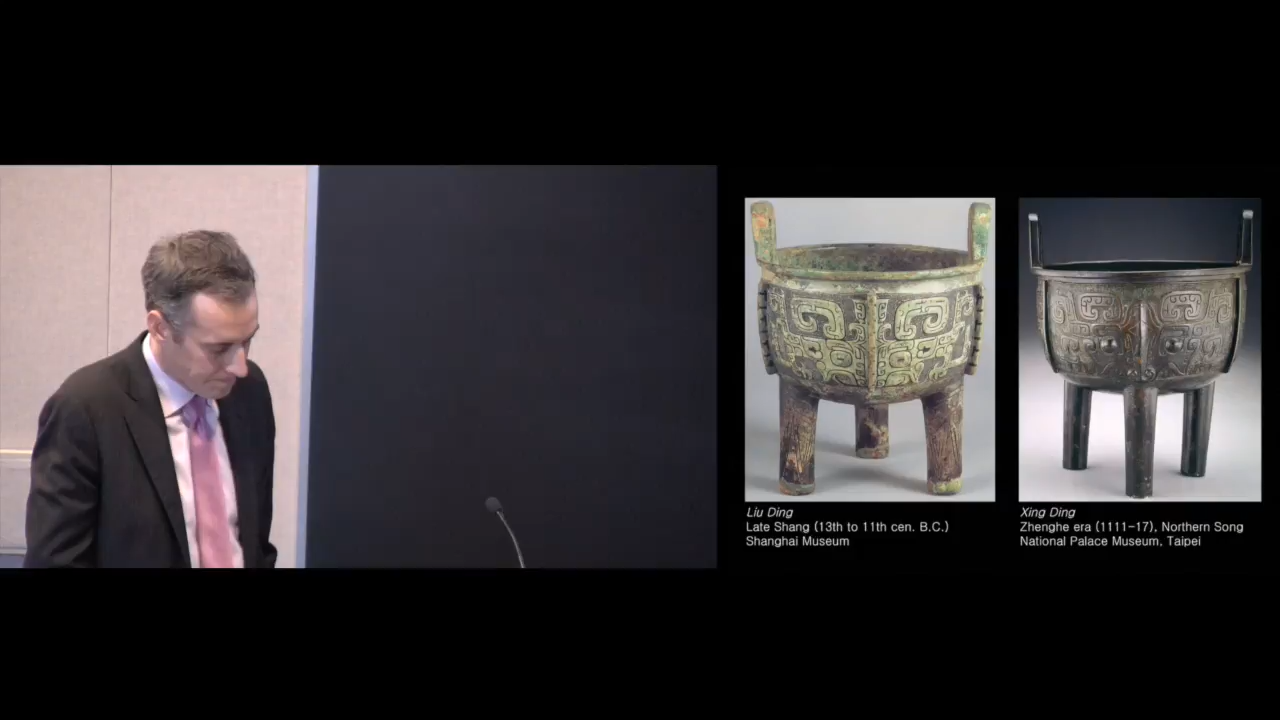 Liu Ding
Late Shang (13th to 11th cen. B.C.)
Shanghai Museum
Xing Ding
Zhenghe era (1111-17), Northern Song
National Palace Museum, Taipei